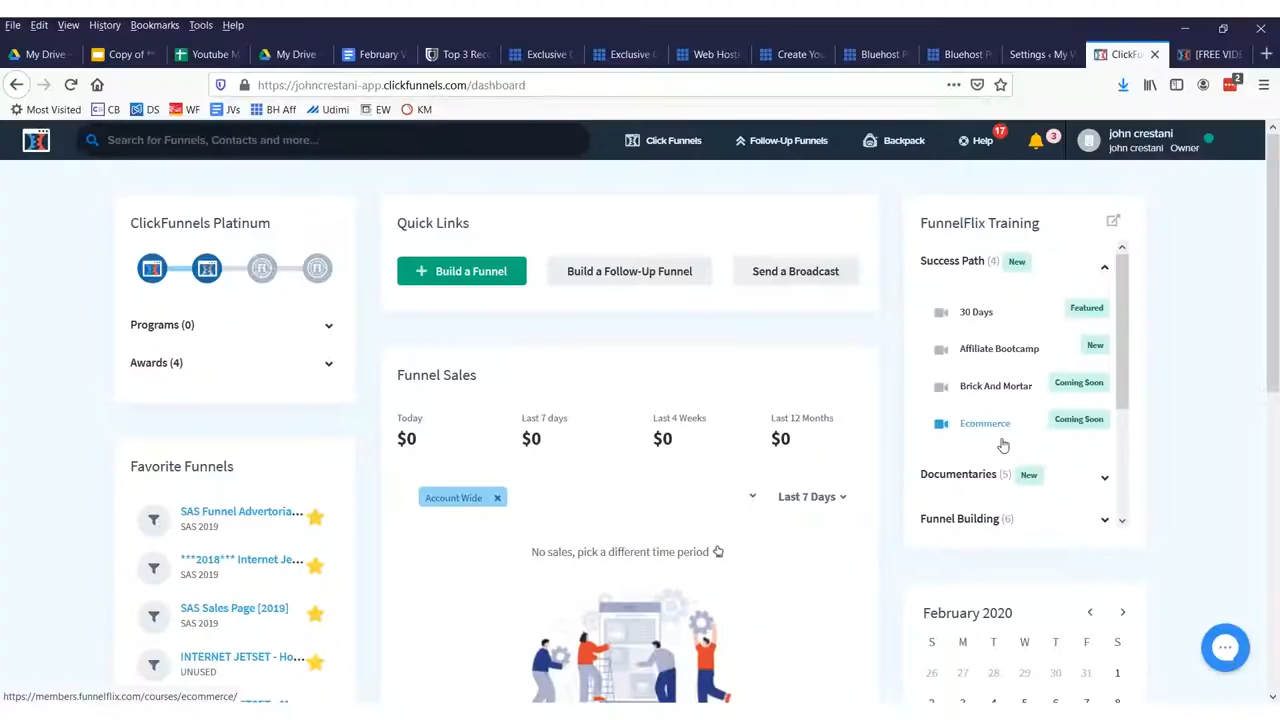 File Edit View History Bookmarks Tools Help
My Drive Copy of Youtube M My Drive February V Top 3 Rec Exclusive C Exclusive C Web Host Create You Bluehost P Bluehost P Settings ‹ My V ClickFu [FREE VIDE
https://johncrestani-app.clickfunnels.com/dashboard
2
Most Visited CB DS WF JVs BH Aff Udimi EW KM
Search for Funnels, Contacts and more...
Click Funnels Follow-Up Funnels Backpack Help 17 3
john crestani
john crestani Owner
ClickFunnels Platinum
Programs (0)
Awards (4)
Favorite Funnels
SAS Funnel Advertoria...
SAS 2019
***2018*** Internet Je...
SAS 2019
SAS Sales Page [2019]
SAS 2019
INTERNET JETSET - Ho...
UNUSED
Quick Links
+ Build a Funnel Build a Follow-Up Funnel Send a Broadcast
Funnel Sales
Today Last 7 days Last 4 Weeks Last 12 Months
$0 $0 $0 $0
Account Wide × Last 7 Days
No sales, pick a different time period
FunnelFlix Training
Success Path (4) New
30 Days Featured
Affiliate Bootcamp New
Brick And Mortar Coming Soon
Ecommerce Coming Soon
Documentaries (5) New
Funnel Building (6)
February 2020
S M T W T F S
26 27 28 29 30 31 1
2 3 4 5 6 7 8
https://members.funnelflix.com/courses/ecommerce/